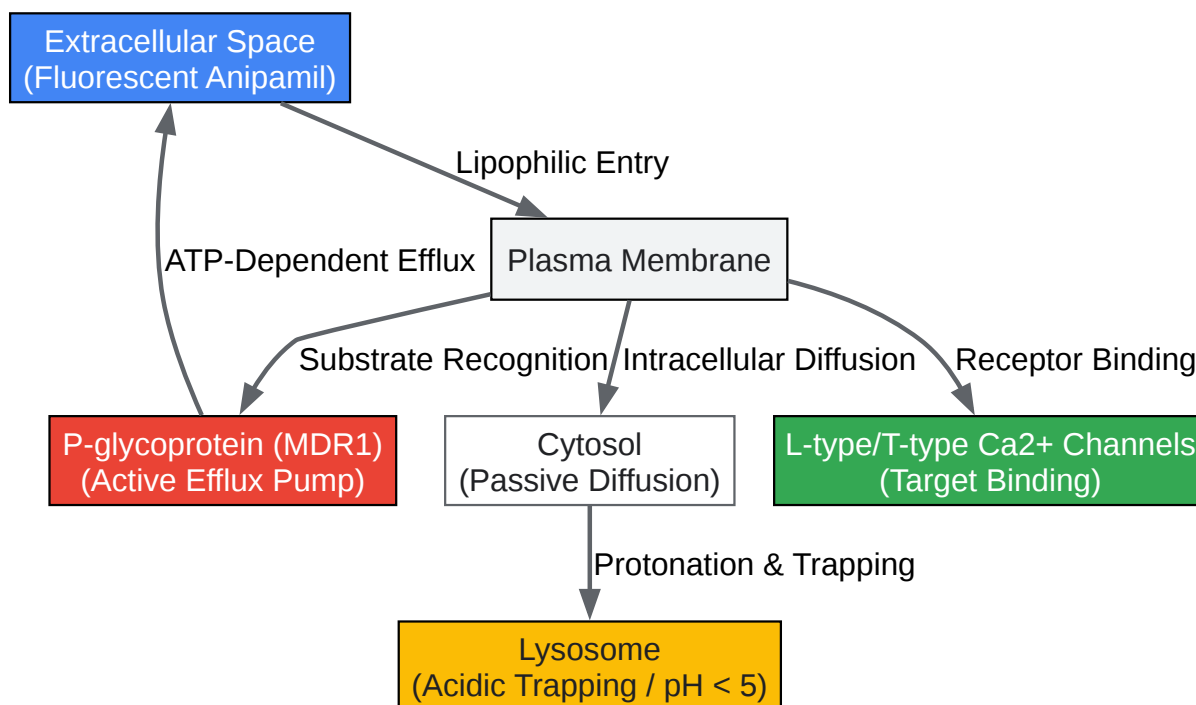 Extracellular Space
(Fluorescent Anipamil)
Lipophilic Entry
ATP-Dependent Efflux
Plasma Membrane
Substrate Recognition
Intracellular Diffusion
Receptor Binding
P-glycoprotein (MDR1)
(Active Efflux Pump)
Cytosol
(Passive Diffusion)
L-type/T-type Ca2+ Channels
(Target Binding)
Protonation & Trapping
Lysosome
(Acidic Trapping / pH < 5)